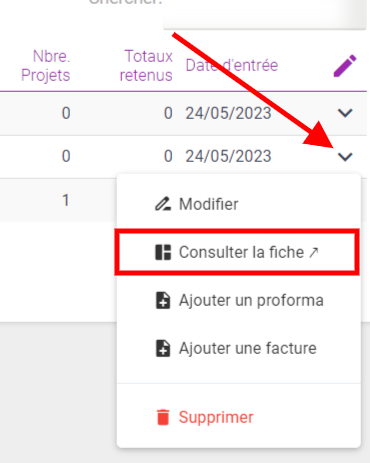 Chercher:
Nbre. Projets
Totaux retenus
Date d'entrée
0 0 24/05/2023
0 0 24/05/2023
1
Modifier
Consulter la fiche ↗
Ajouter un proforma
Ajouter une facture
Supprimer